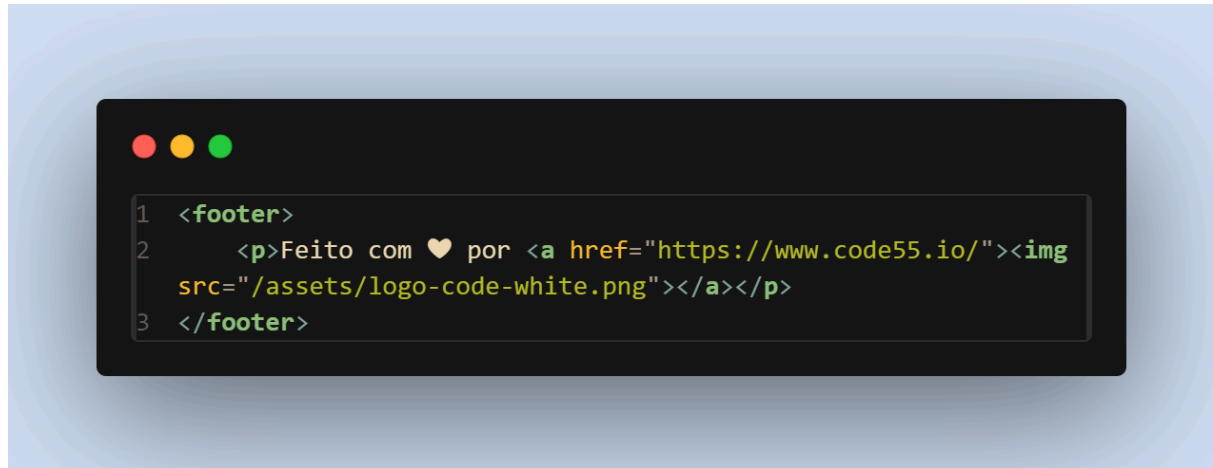 1 <footer>
2     <p>Feito com ♥ por <a href="https://www.code55.io/"><img
src="/assets/logo-code-white.png"></a></p>
3 </footer>